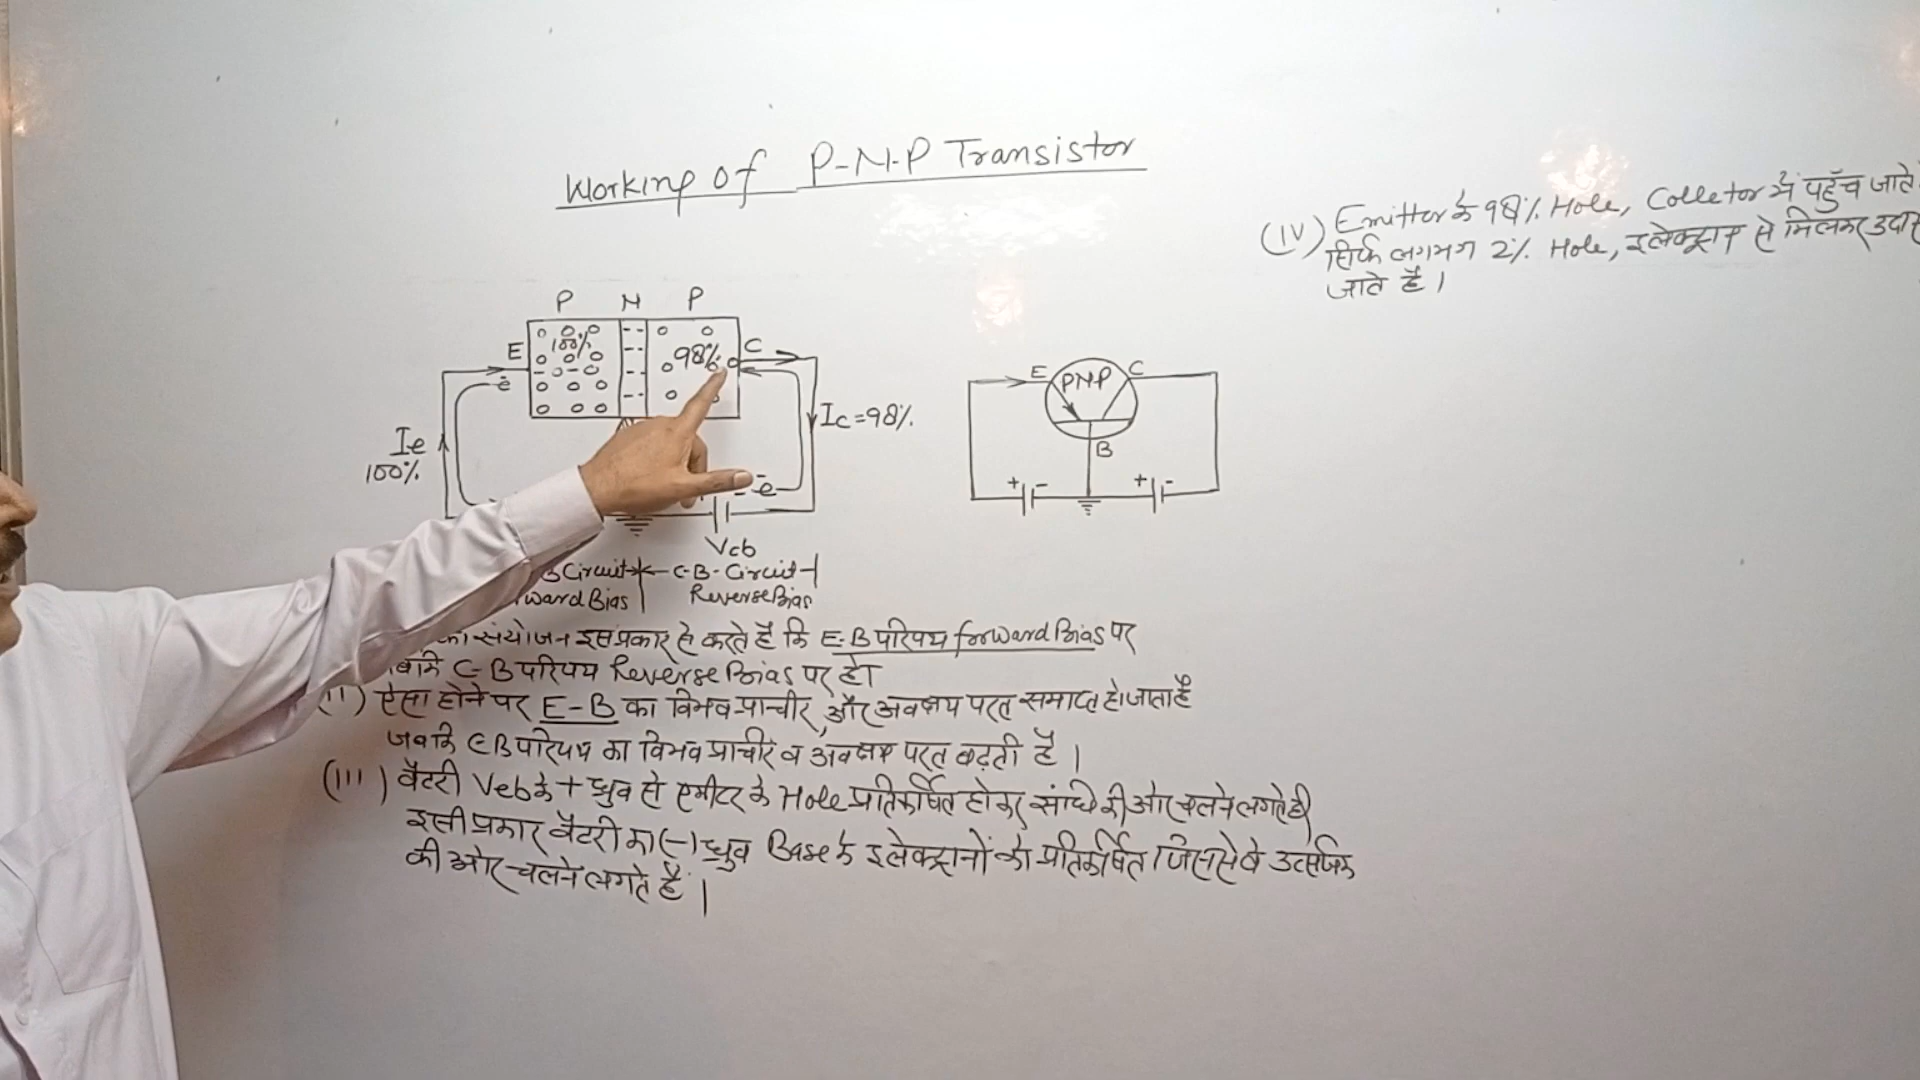 Working of P-N-P Transistor
(IV) Emitter के 98% Hole, Colletor में पहुँच जाते
सिर्फ लगभग 2% Hole, इलेक्ट्रान से मिलकर
जाते है।
P N P
E 100% 98% C
e
Ie
100%
Ic=98%
e
Vcb
Circuit C-B-Circuit
ward Bias Reverse Bias
E C
PNP
B
+ - + -
का संयोजन इस प्रकार से करते है कि E-B परिपथ forward Bias पर
C-B परिपथ Reverse Bias पर हो
(II) ऐसा होने पर E-B का विभव प्राचीर और अवक्षय परत समाप्त हो जाता है
जबकि CB परिपथ का विभव प्राचीर व अवक्षय परत बढ़ती है।
(III) बैटरी Veb के + ध्रुव से एमीटर के Hole प्रतिकर्षित होकर संधि की ओर चलने लगते है
इसी प्रकार बैटरी का (-) ध्रुव Base के इलेक्ट्रानों को प्रतिकर्षित जिससे वे उत्सर्जक
की ओर चलने लगते है।